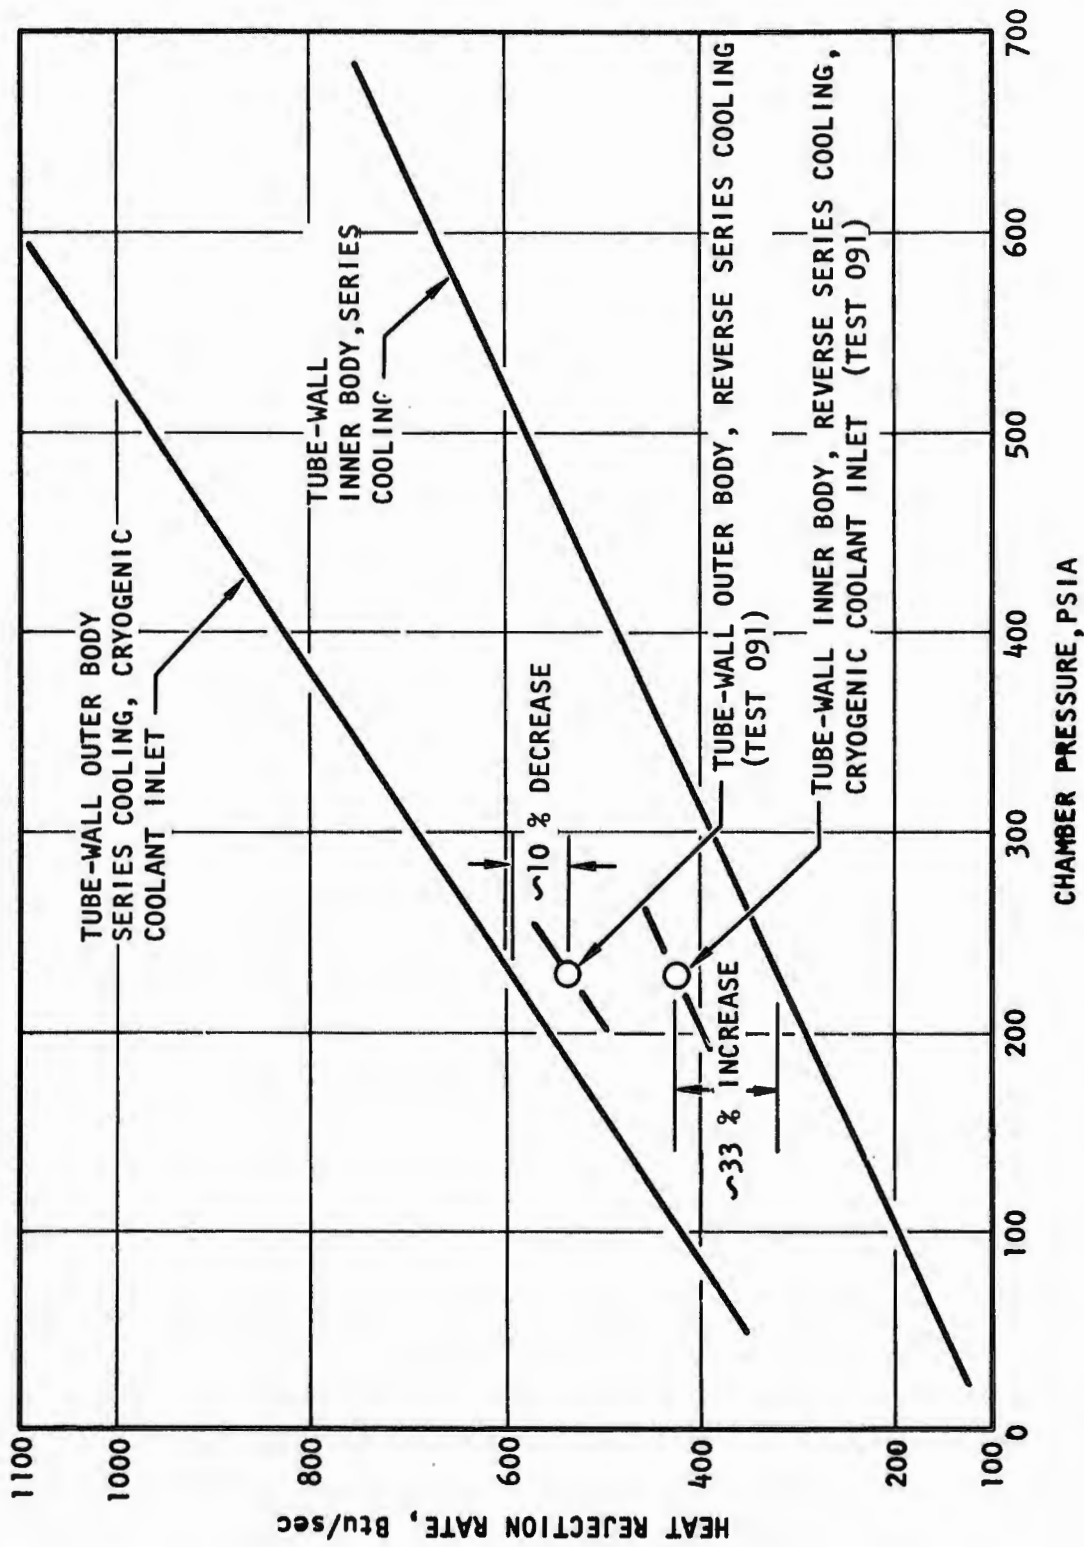 1100
1000
800
600
400
200
100
HEAT REJECTION RATE, Btu/sec
0
100
200
300
400
500
600
700
CHAMBER PRESSURE, PSIA
TUBE-WALL OUTER BODY
SERIES COOLING, CRYOGENIC
COOLANT INLET
TUBE-WALL
INNER BODY, SERIES
COOLING
~10 % DECREASE
~33 % INCREASE
TUBE-WALL OUTER BODY, REVERSE SERIES COOLING
(TEST 091)
TUBE-WALL INNER BODY, REVERSE SERIES COOLING,
CRYOGENIC COOLANT INLET (TEST 091)